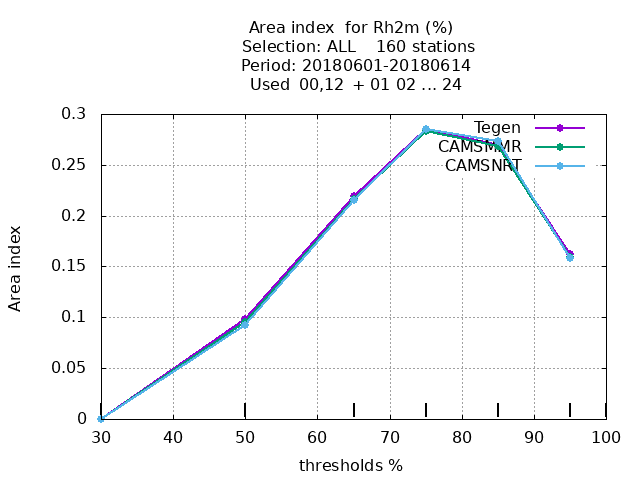 Area index  for Rh2m (%)
Selection: ALL    160 stations
Period: 20180601-20180614
Used  00,12  + 01 02 ... 24
Tegen
CAMSMMR
CAMSNRT
0.3
0.25
0.2
0.15
0.1
0.05
0
Area index
30 40 50 60 70 80 90 100
thresholds %